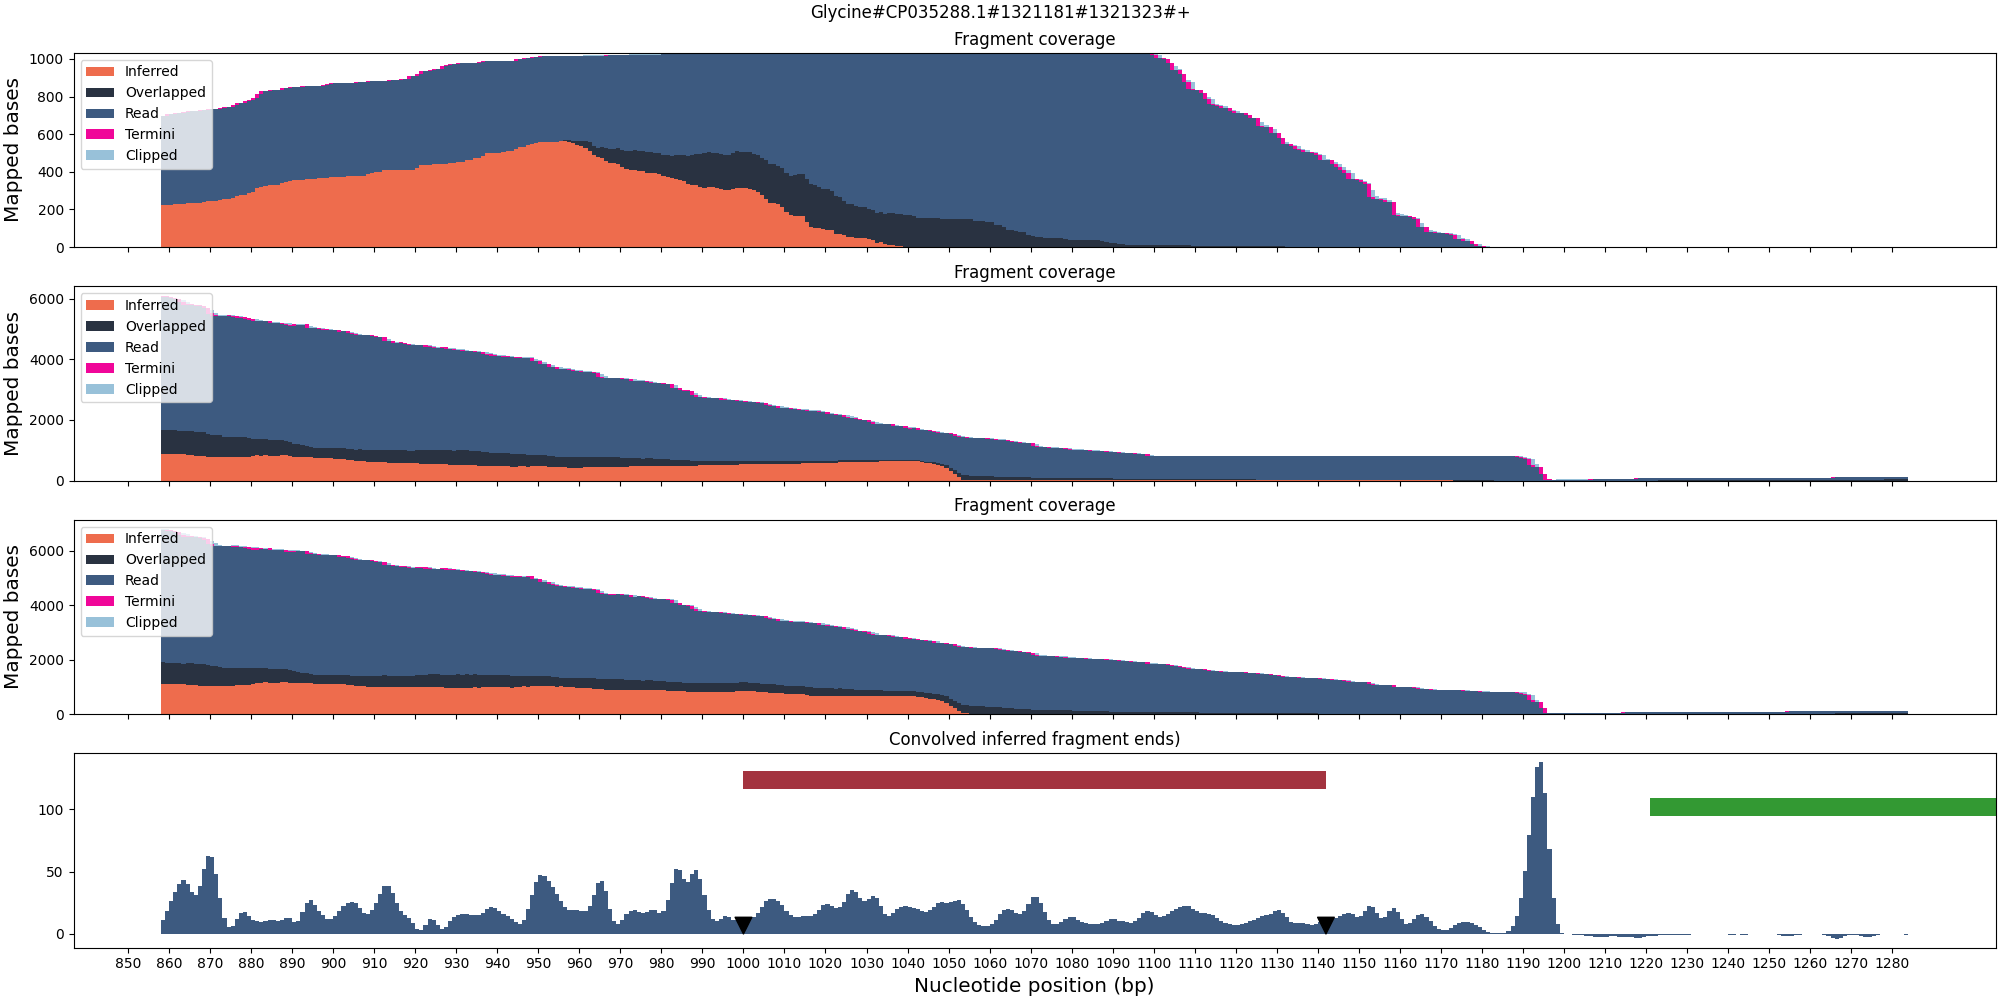 Glycine#CP035288.1#1321181#1321323#+
Fragment coverage
Mapped bases
1000
800
600
400
200
0
Inferred
Overlapped
Read
Termini
Clipped
Fragment coverage
Mapped bases
6000
4000
2000
0
Inferred
Overlapped
Read
Termini
Clipped
Fragment coverage
Mapped bases
6000
4000
2000
0
Inferred
Overlapped
Read
Termini
Clipped
Convolved inferred fragment ends)
100
50
0
850 860 870 880 890 900 910 920 930 940 950 960 970 980 990 1000 1010 1020 1030 1040 1050 1060 1070 1080 1090 1100 1110 1120 1130 1140 1150 1160 1170 1180 1190 1200 1210 1220 1230 1240 1250 1260 1270 1280
Nucleotide position (bp)